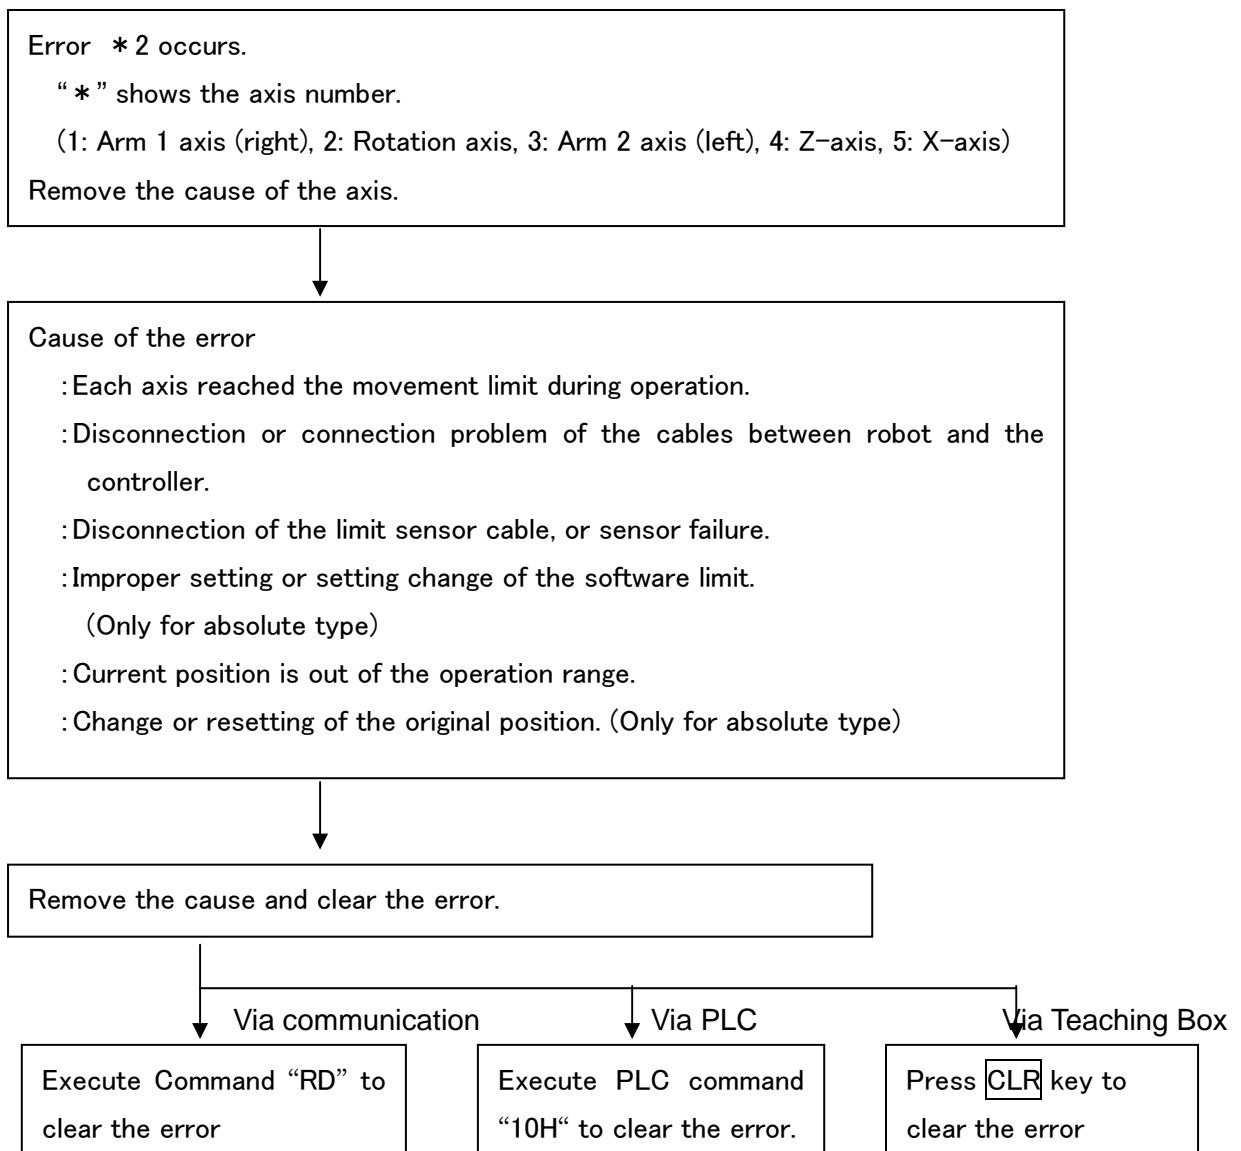 Error ＊2 occurs.
“＊” shows the axis number.
(1: Arm 1 axis (right), 2: Rotation axis, 3: Arm 2 axis (left), 4: Z-axis, 5: X-axis)
Remove the cause of the axis.
Cause of the error
:Each axis reached the movement limit during operation.
:Disconnection or connection problem of the cables between robot and the
controller.
:Disconnection of the limit sensor cable, or sensor failure.
:Improper setting or setting change of the software limit.
(Only for absolute type)
:Current position is out of the operation range.
:Change or resetting of the original position. (Only for absolute type)
Remove the cause and clear the error.
Via communication
Via PLC
Via Teaching Box
Execute Command “RD” to
clear the error
Execute PLC command
“10H“ to clear the error.
Press CLR key to
clear the error